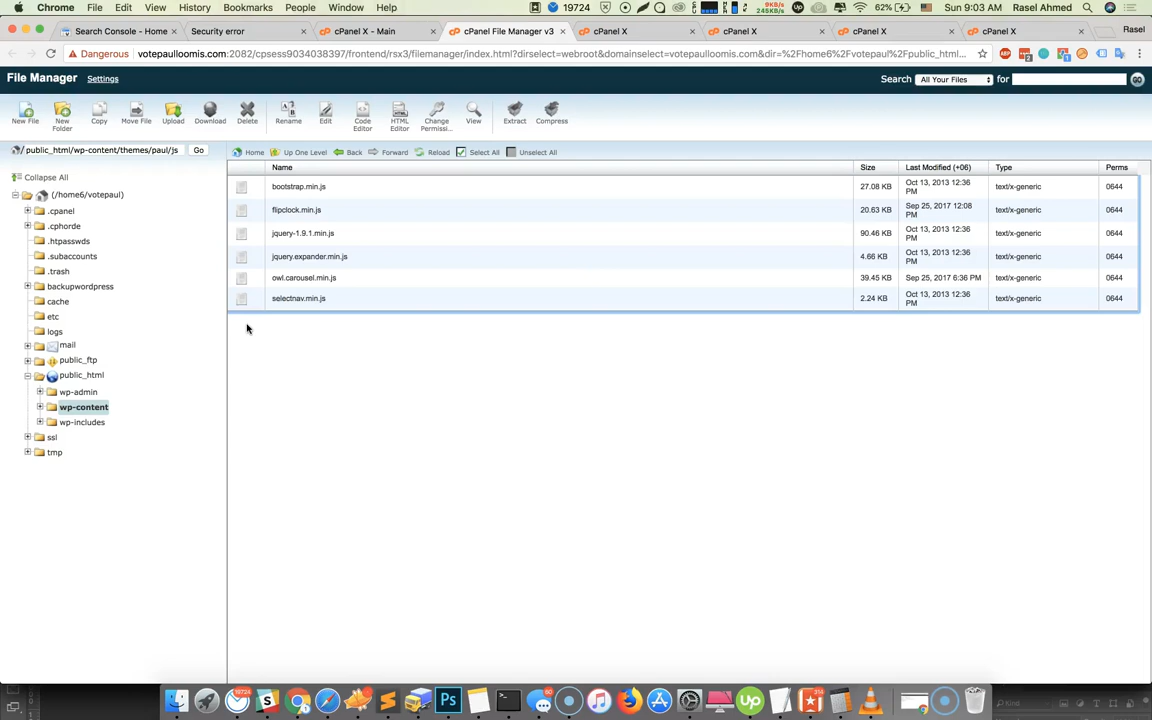 Chrome File Edit View History Bookmarks People Window Help 19724 9KB/s 245KB/s 62% Sun 9:03 AM Rasel Ahmed
Search Console - Home Security error cPanel X - Main cPanel File Manager v3 cPanel X cPanel X cPanel X cPanel X Rasel
Dangerous votepaulloomis.com:2082/cpsess9034038397/frontend/rsx3/filemanager/index.html?dirselect=webroot&domainselect=votepaulloomis.com&dir=%2Fhome6%2Fvotepaul%2Fpublic_html...
File Manager Settings Search All Your Files for GO
New File New Folder Copy Move File Upload Download Delete Rename Edit Code Editor HTML Editor Change Permissi... View Extract Compress
/ public_html/wp-content/themes/paul/js Go Home Up One Level Back Forward Reload Select All Unselect All
Collapse All
(/home6/votepaul)
.cpanel
.cphorde
.htpasswds
.subaccounts
.trash
backupwordpress
cache
etc
logs
mail
public_ftp
public_html
wp-admin
wp-content
wp-includes
ssl
tmp
Name Size Last Modified (+06) Type Perms
bootstrap.min.js 27.08 KB Oct 13, 2013 12:36 PM text/x-generic 0644
flipclock.min.js 20.63 KB Sep 25, 2017 12:08 PM text/x-generic 0644
jquery-1.9.1.min.js 90.46 KB Oct 13, 2013 12:36 PM text/x-generic 0644
jquery.expander.min.js 4.66 KB Oct 13, 2013 12:36 PM text/x-generic 0644
owl.carousel.min.js 39.45 KB Sep 25, 2017 6:36 PM text/x-generic 0644
selectnav.min.js 2.24 KB Oct 13, 2013 12:36 PM text/x-generic 0644
19724 Ps 60 Up 314 Kind